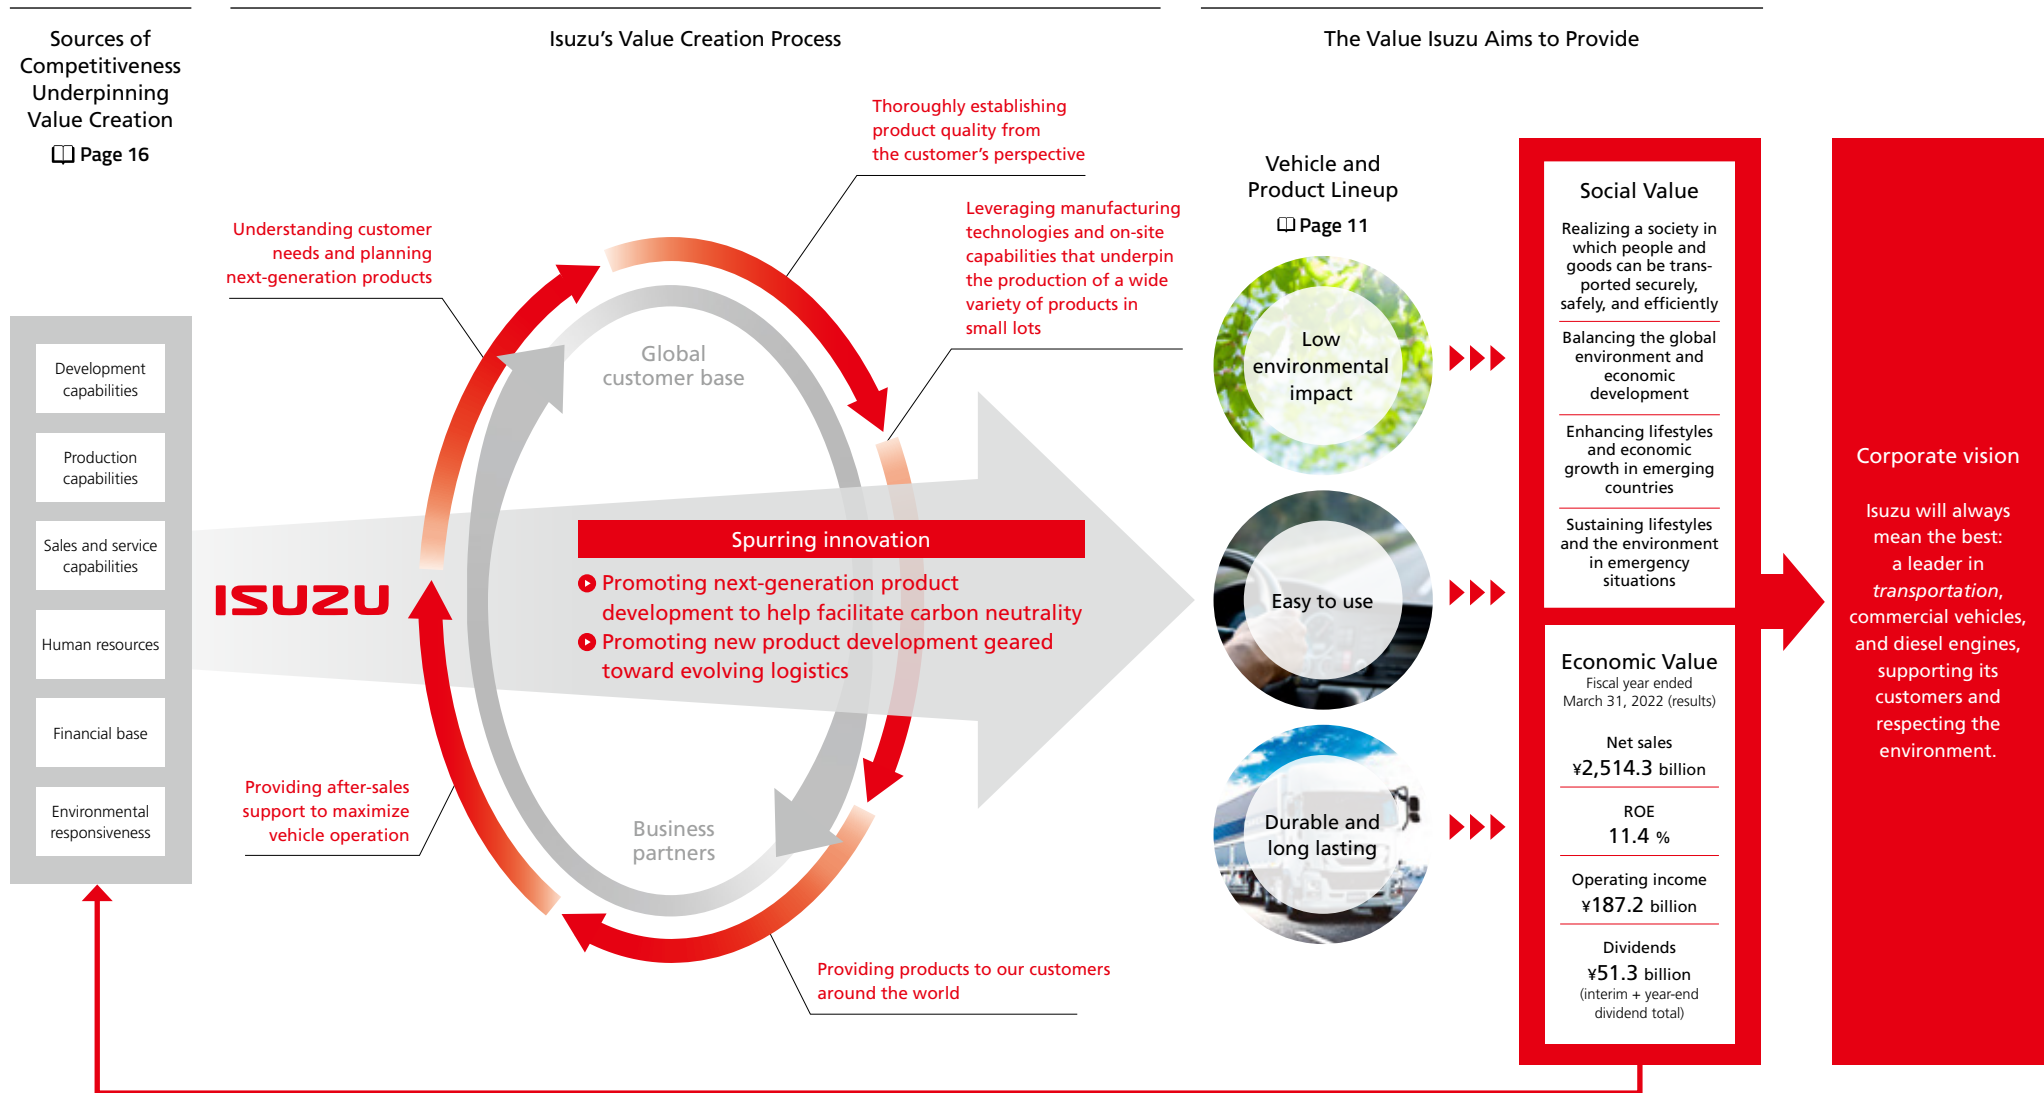 Sources of
Competitiveness
Underpinning
Value Creation
Page 16
Development
capabilities
Production
capabilities
Sales and service
capabilities
Human resources
Financial base
Environmental
responsiveness
Isuzu’s Value Creation Process
Understanding customer
needs and planning
next-generation products
Thoroughly establishing
product quality from
the customer’s perspective
Leveraging manufacturing
technologies and on-site
capabilities that underpin
the production of a wide
variety of products in
small lots
Global
customer base
ISUZU
Spurring innovation
Promoting next-generation product
development to help facilitate carbon neutrality
Promoting new product development geared
toward evolving logistics
Business
partners
Providing after-sales
support to maximize
vehicle operation
Providing products to our customers
around the world
The Value Isuzu Aims to Provide
Vehicle and
Product Lineup
Page 11
Low
environmental
impact
Easy to use
Durable and
long lasting
Social Value
Realizing a society in
which people and
goods can be trans-
ported securely,
safely, and efficiently
Balancing the global
environment and
economic
development
Enhancing lifestyles
and economic
growth in emerging
countries
Sustaining lifestyles
and the environment
in emergency
situations
Economic Value
Fiscal year ended
March 31, 2022 (results)
Net sales
¥2,514.3 billion
ROE
11.4 %
Operating income
¥187.2 billion
Dividends
¥51.3 billion
(interim + year-end
dividend total)
Corporate vision
Isuzu will always
mean the best:
a leader in
transportation,
commercial vehicles,
and diesel engines,
supporting its
customers and
respecting the
environment.